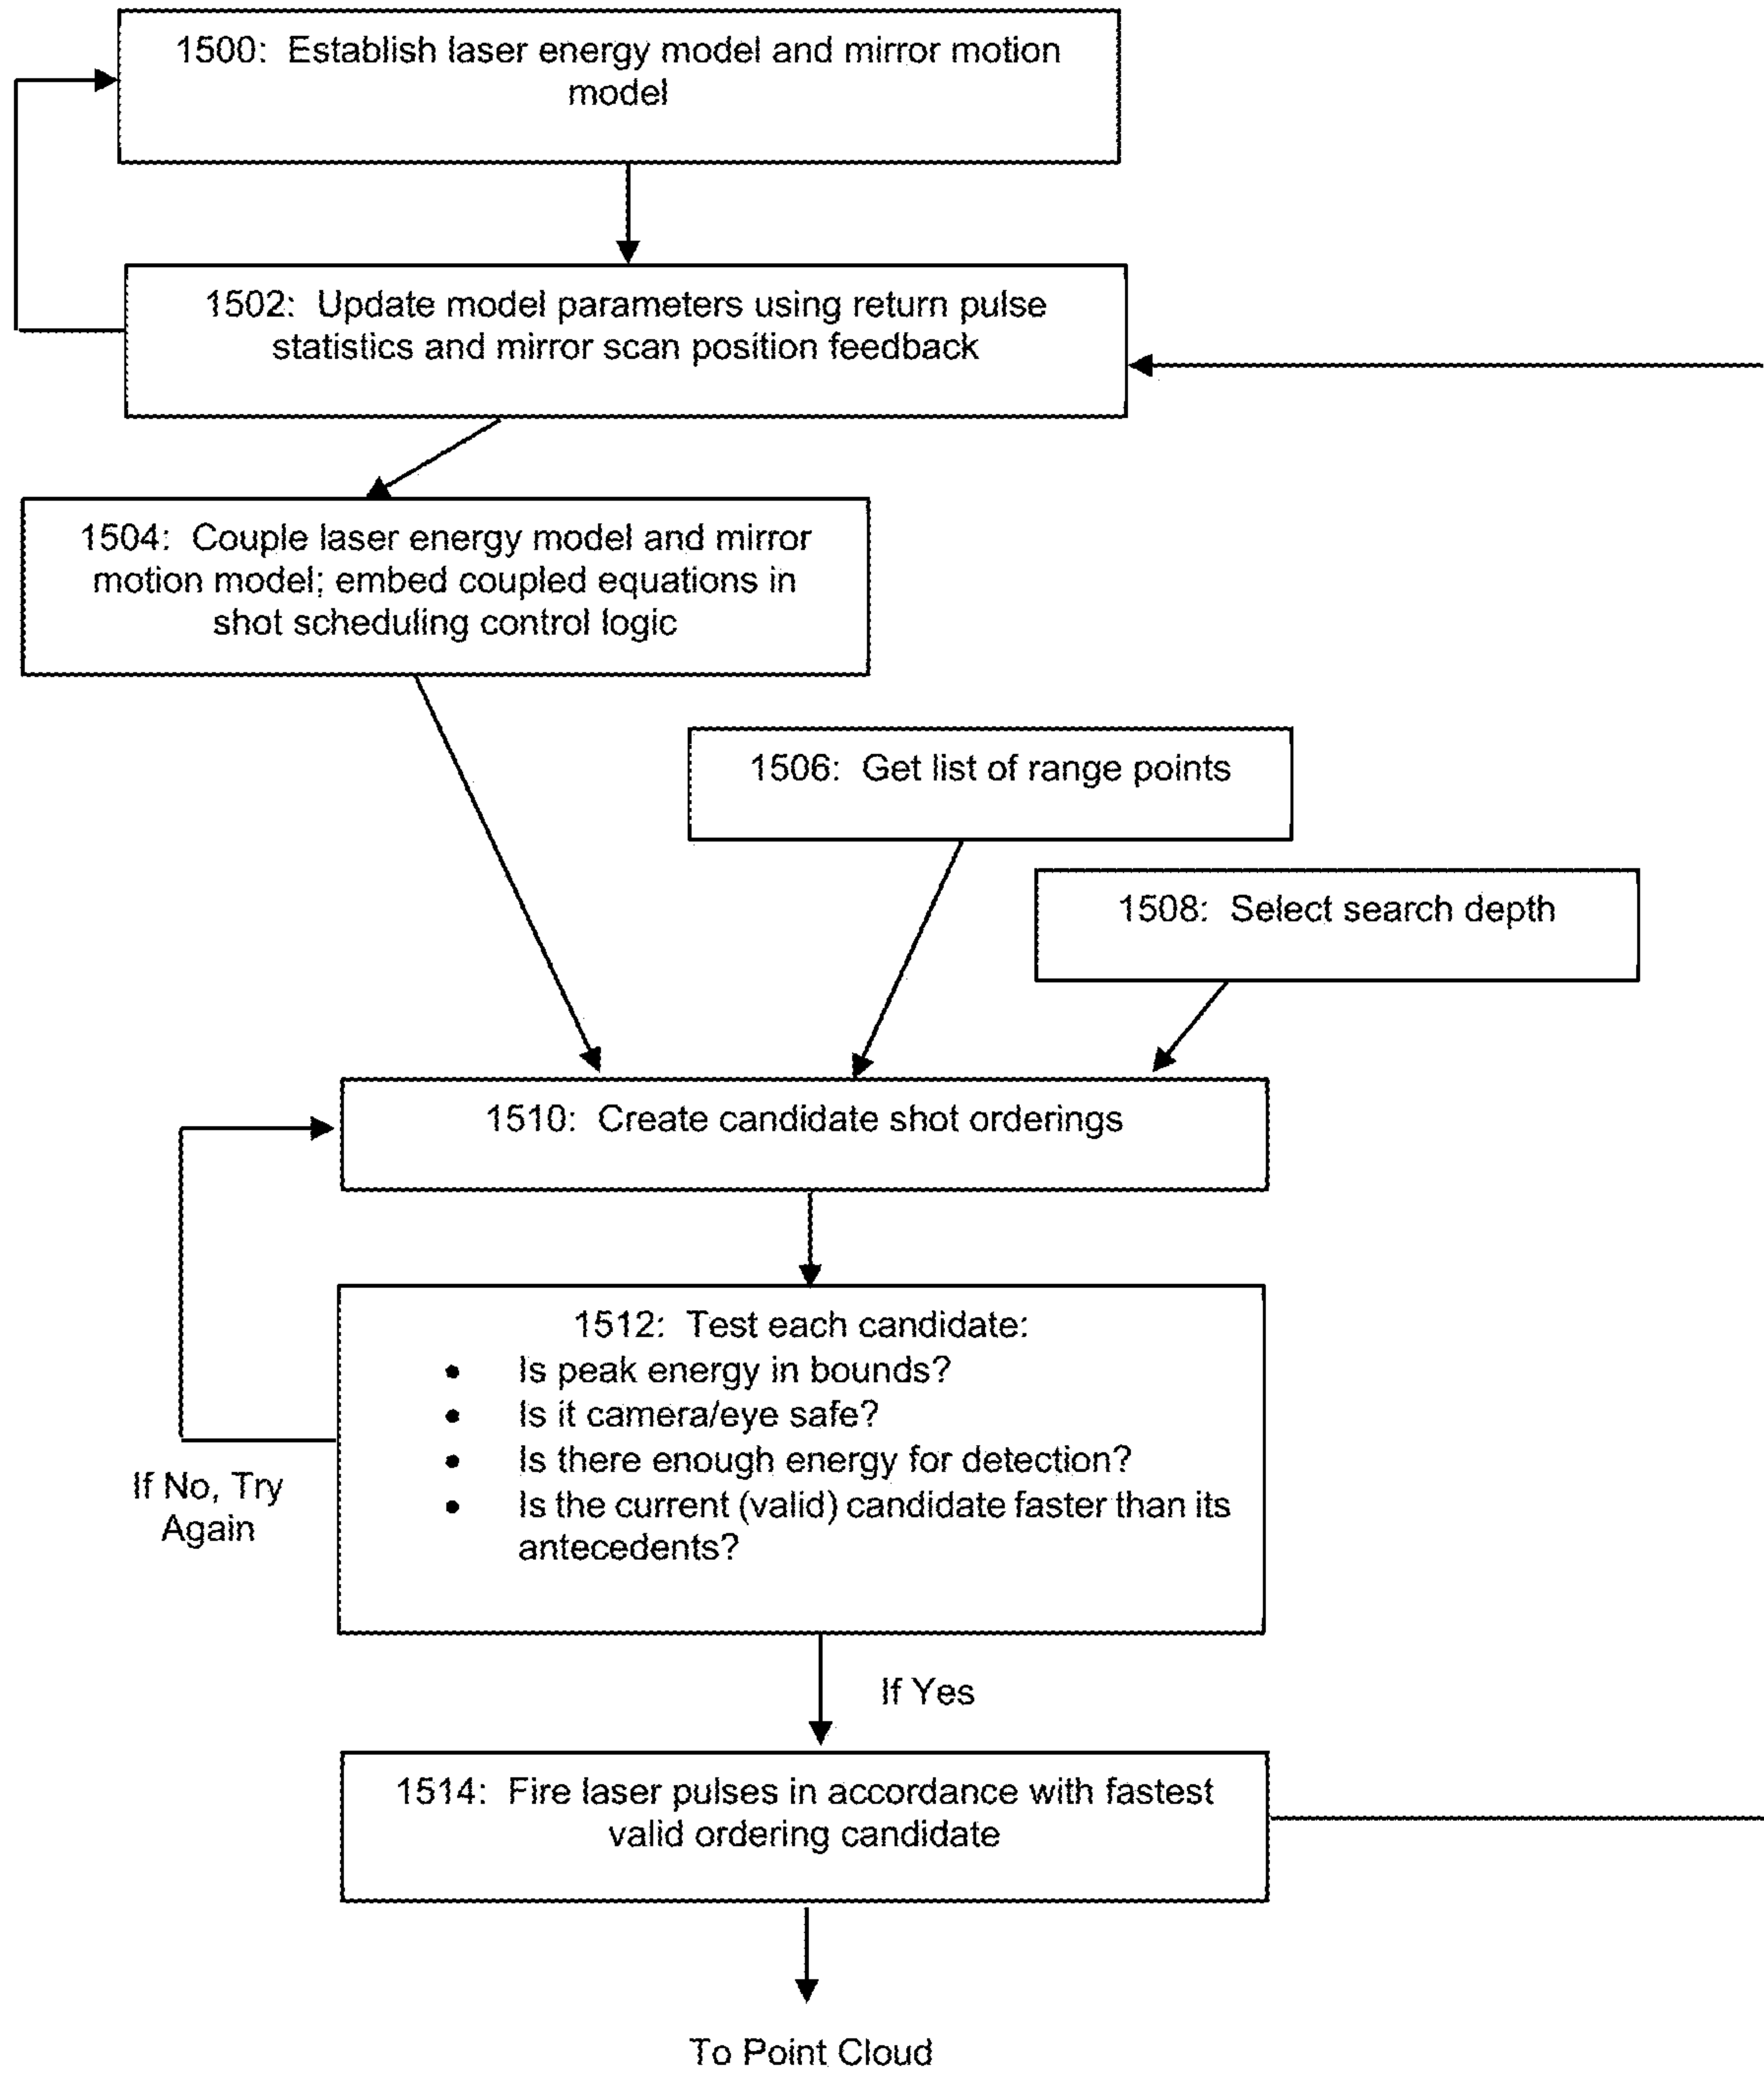 1500: Establish laser energy model and mirror motion
model
1502: Update model parameters using return pulse
statistics and mirror scan position feedback
1504: Couple laser energy model and mirror
motion model; embed coupled equations in
shot scheduling control logic
1506: Get list of range points
1508: Select search depth
1510: Create candidate shot orderings
1512: Test each candidate:
• Is peak energy in bounds?
• Is it camera/eye safe?
• Is there enough energy for detection?
• Is the current (valid) candidate faster than its
antecedents?
If No, Try
Again
If Yes
1514: Fire laser pulses in accordance with fastest
valid ordering candidate
To Point Cloud